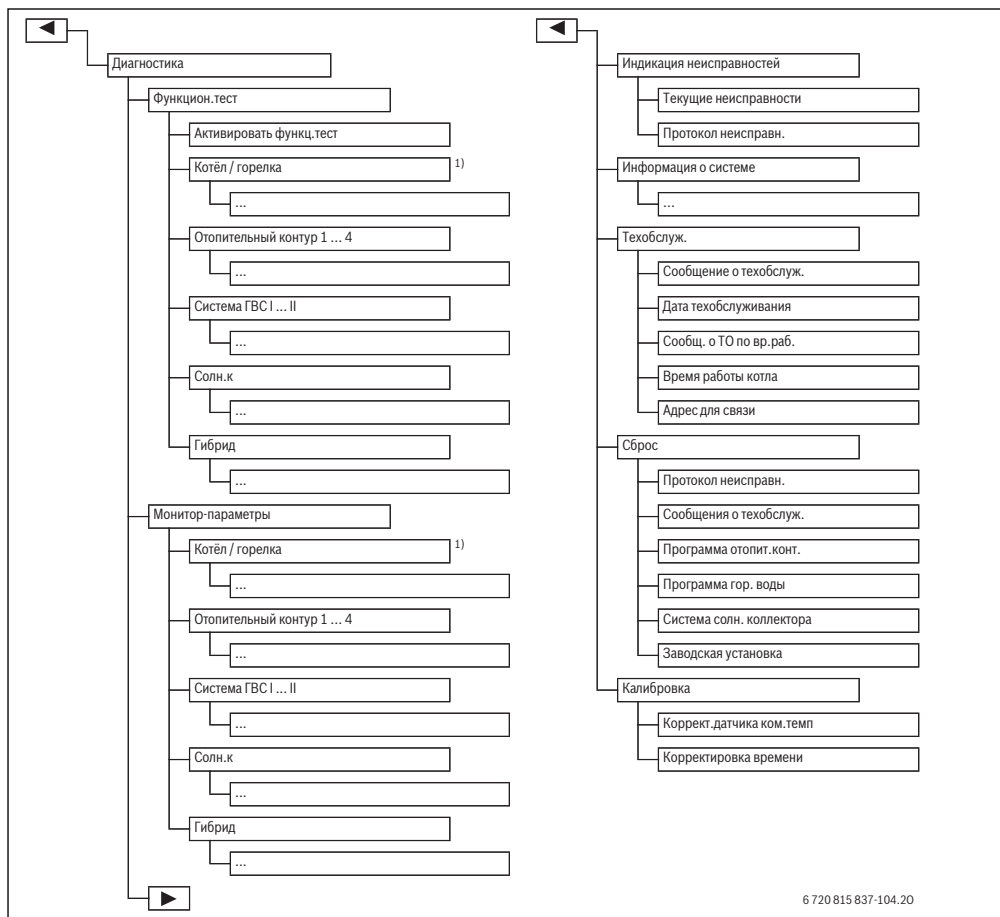 Диагностика
Функцион.тест
Активировать функц.тест
Котёл / горелка 1)
...
Отопительный контур 1 ... 4
...
Система ГВС I ... II
...
Солн.к
...
Гибрид
...
Монитор-параметры
Котёл / горелка 1)
...
Отопительный контур 1 ... 4
...
Система ГВС I ... II
...
Солн.к
...
Гибрид
...
Индикация неисправностей
Текущие неисправности
Протокол неисправн.
Информация о системе
...
Техобслуж.
Сообщение о техобслуж.
Дата техобслуживания
Сообщ. о ТО по вр.раб.
Время работы котла
Адрес для связи
Сброс
Протокол неисправн.
Сообщения о техобслуж.
Программа отопит.конт.
Программа гор. воды
Система солн. коллектора
Заводская установка
Калибровка
Коррект.датчика ком.темп
Корректировка времени
6 720 815 837-104.2O